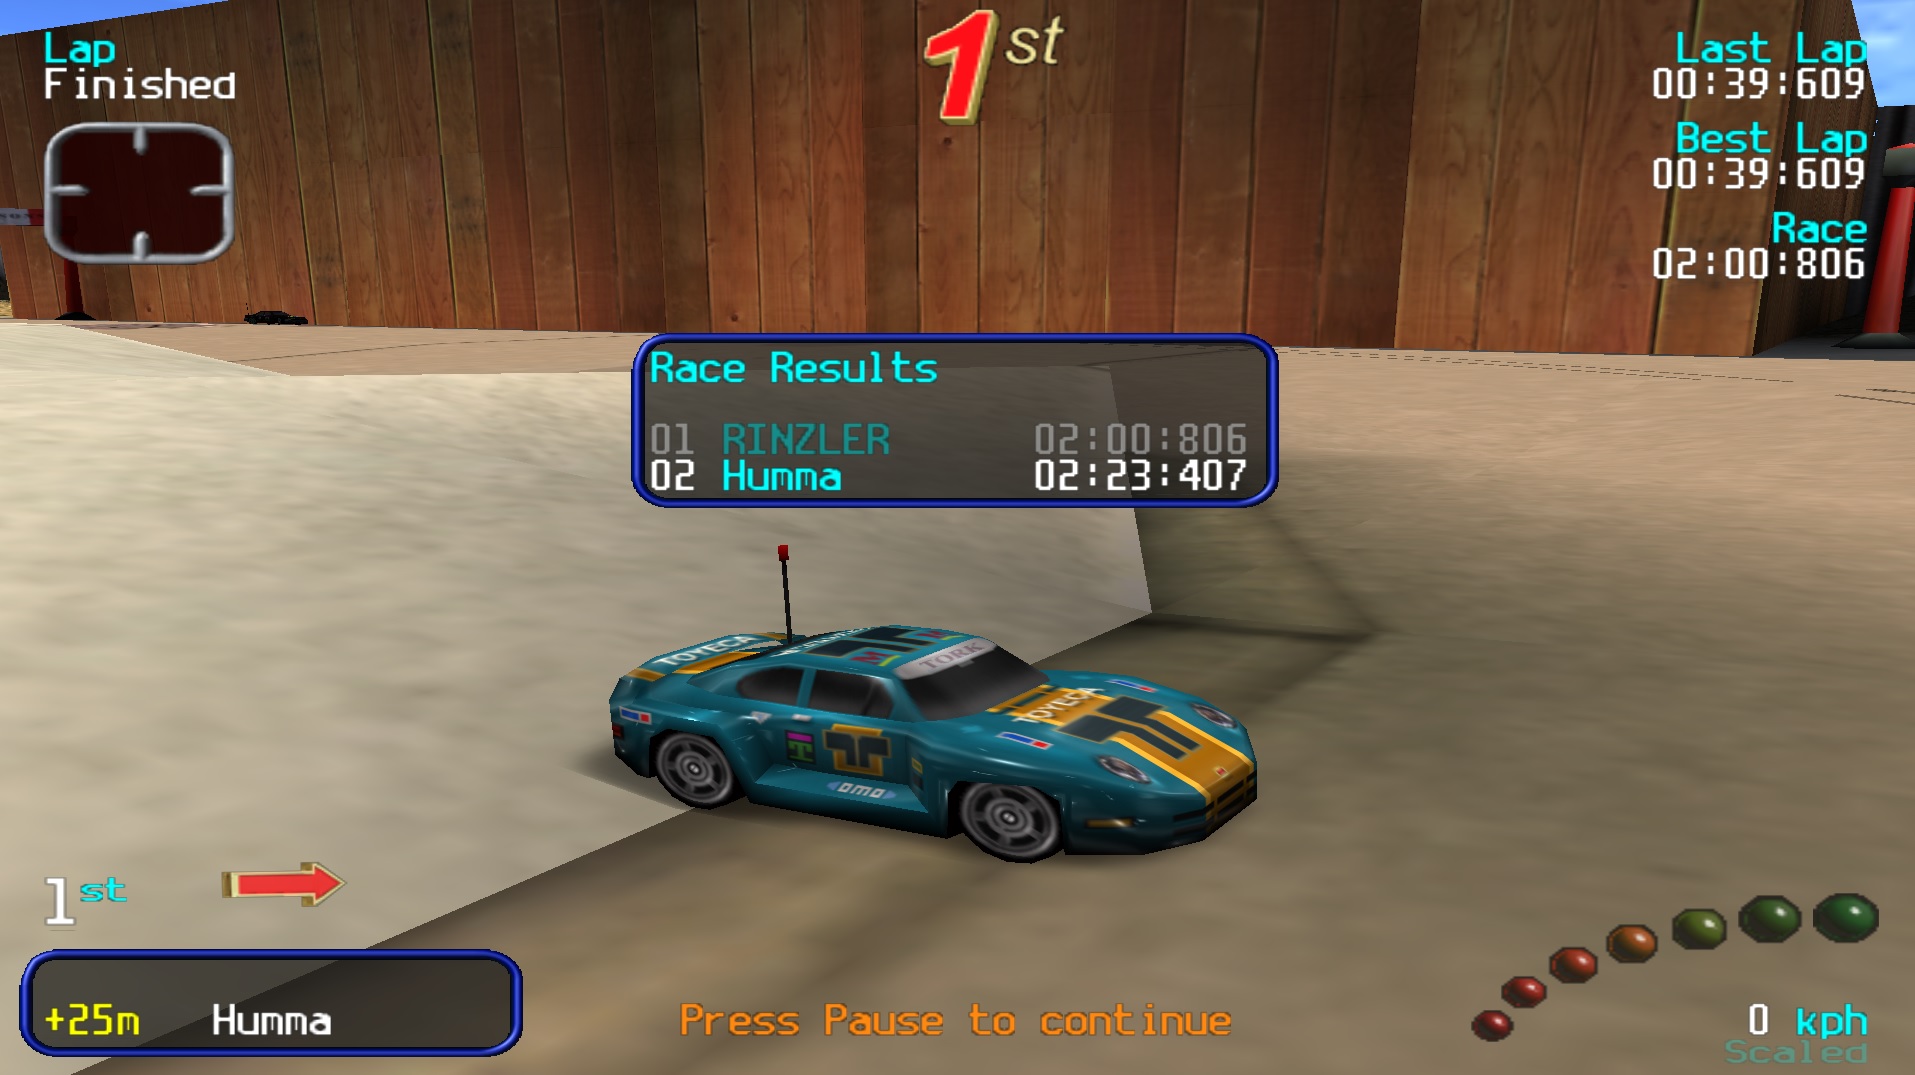 Lap
Finished
1st
Last Lap
00:39:609
Best Lap
00:39:609
Race
02:00:806
Race Results
01 RINZLER 02:00:806
02 Humma 02:23:407
TOYECA
TORK
TOYECA
OMO
1st
+25m Humma
Press Pause to continue
0 kph
Scaled